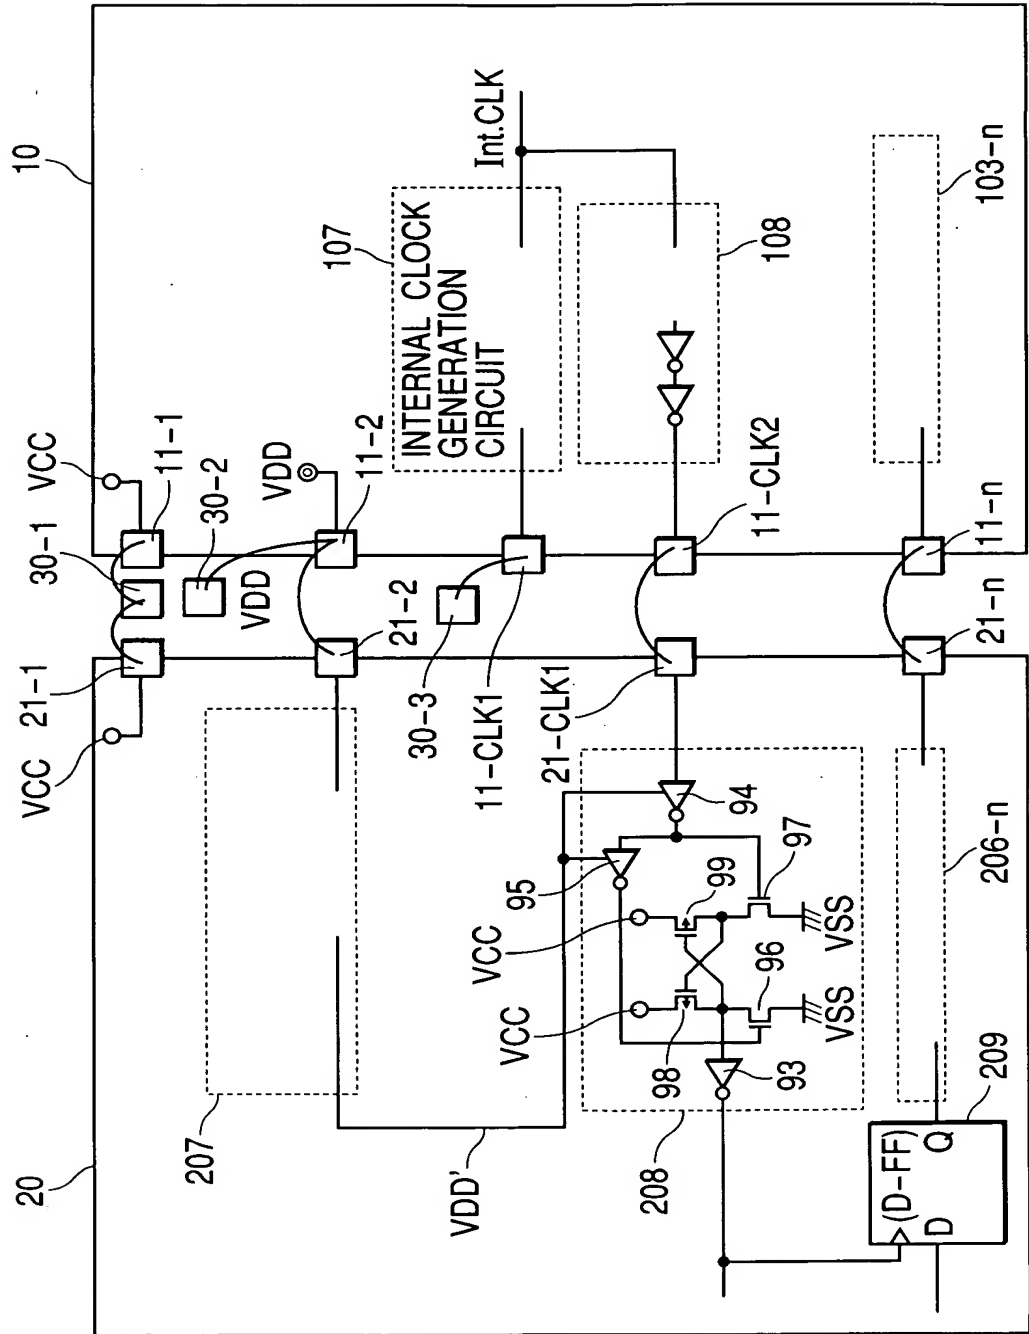 10
20
VCC
11-1
30-1
30-2
VDD
VDD
11-2
21-1
VCC
21-2
107
INTERNAL CLOCK
GENERATION
CIRCUIT
Int.CLK
108
103-n
30-3
11-CLK1
11-CLK2
21-CLK1
11-n
21-n
207
VDD'
208
94
95
VCC
VCC
99
98
97
96
VSS
VSS
93
206-n
209
(D-FF)
D
Q